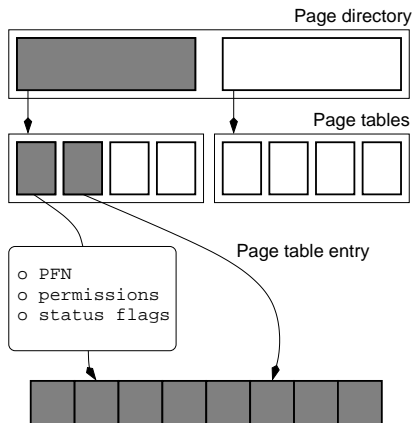 Page directory
Page tables
Page table entry
o PFN
o permissions
o status flags